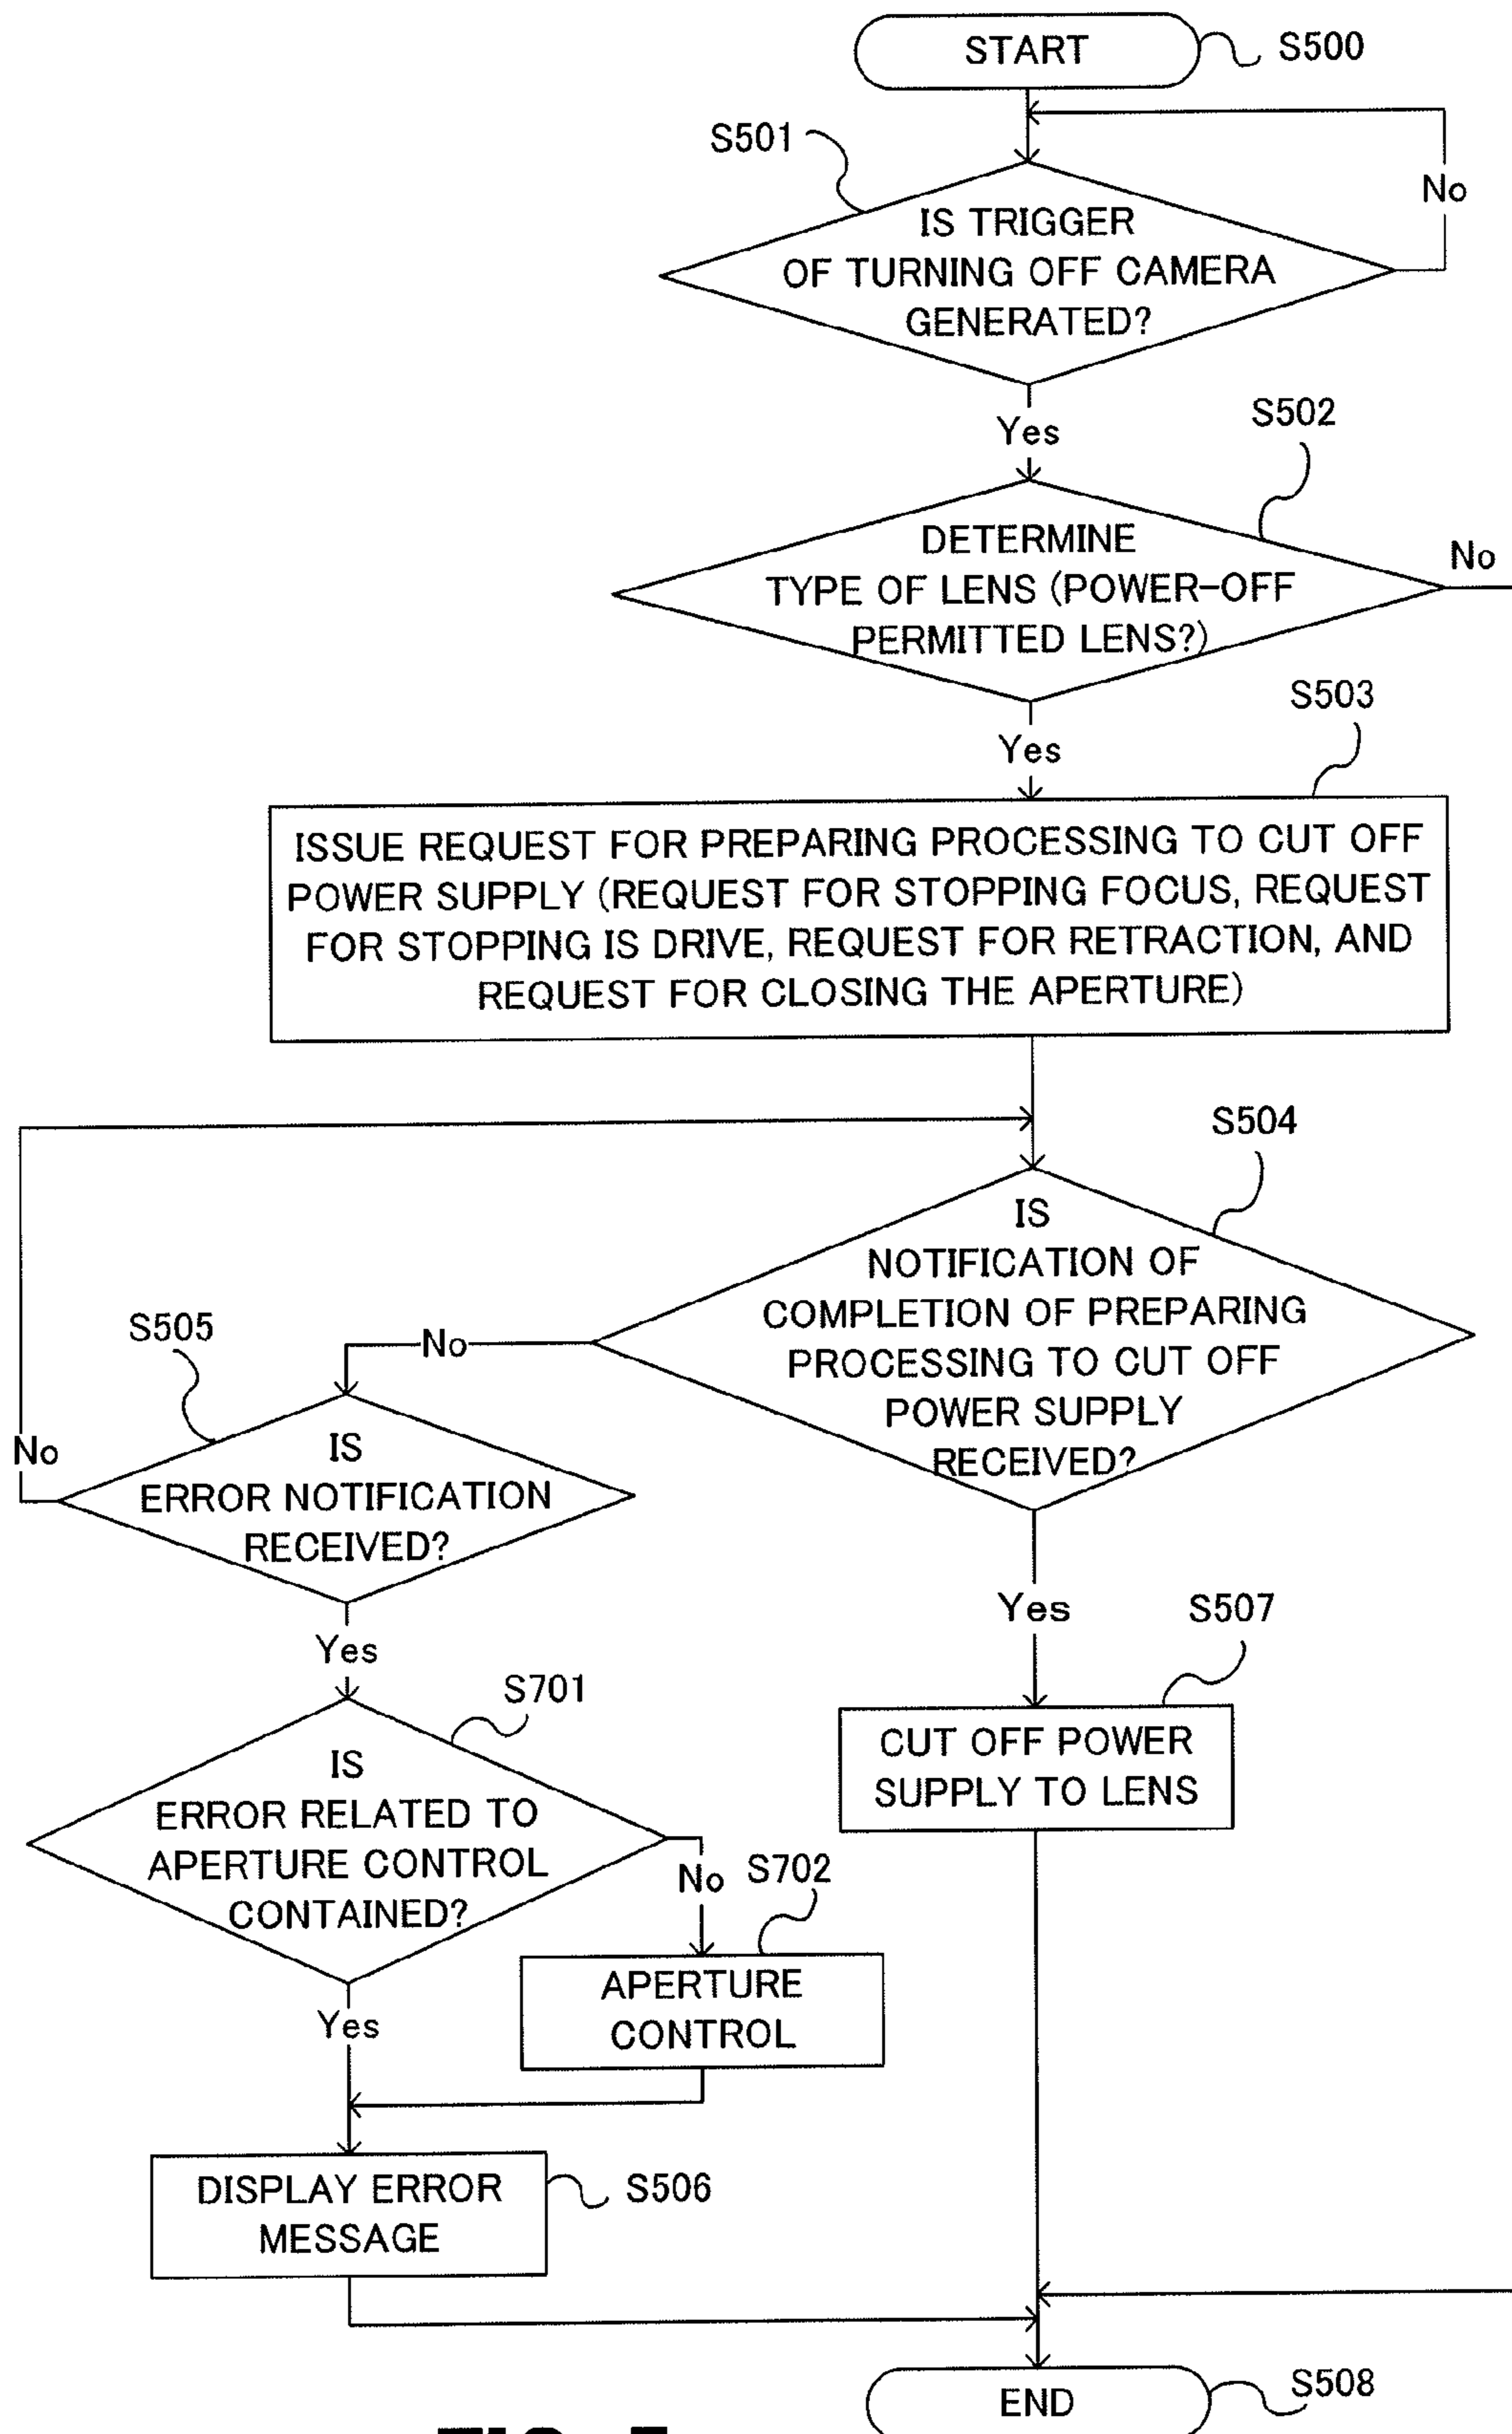 START
S500
S501
No
IS TRIGGER
OF TURNING OFF CAMERA
GENERATED?
Yes
S502
DETERMINE
TYPE OF LENS (POWER-OFF
PERMITTED LENS?)
No
Yes
S503
ISSUE REQUEST FOR PREPARING PROCESSING TO CUT OFF
POWER SUPPLY (REQUEST FOR STOPPING FOCUS, REQUEST
FOR STOPPING IS DRIVE, REQUEST FOR RETRACTION, AND
REQUEST FOR CLOSING THE APERTURE)
S504
IS
NOTIFICATION OF
COMPLETION OF PREPARING
PROCESSING TO CUT OFF
POWER SUPPLY
RECEIVED?
No
S505
No
IS
ERROR NOTIFICATION
RECEIVED?
Yes
Yes
S507
S701
CUT OFF POWER
SUPPLY TO LENS
IS
ERROR RELATED TO
APERTURE CONTROL
CONTAINED?
No
S702
APERTURE
CONTROL
Yes
DISPLAY ERROR
MESSAGE
S506
END
S508